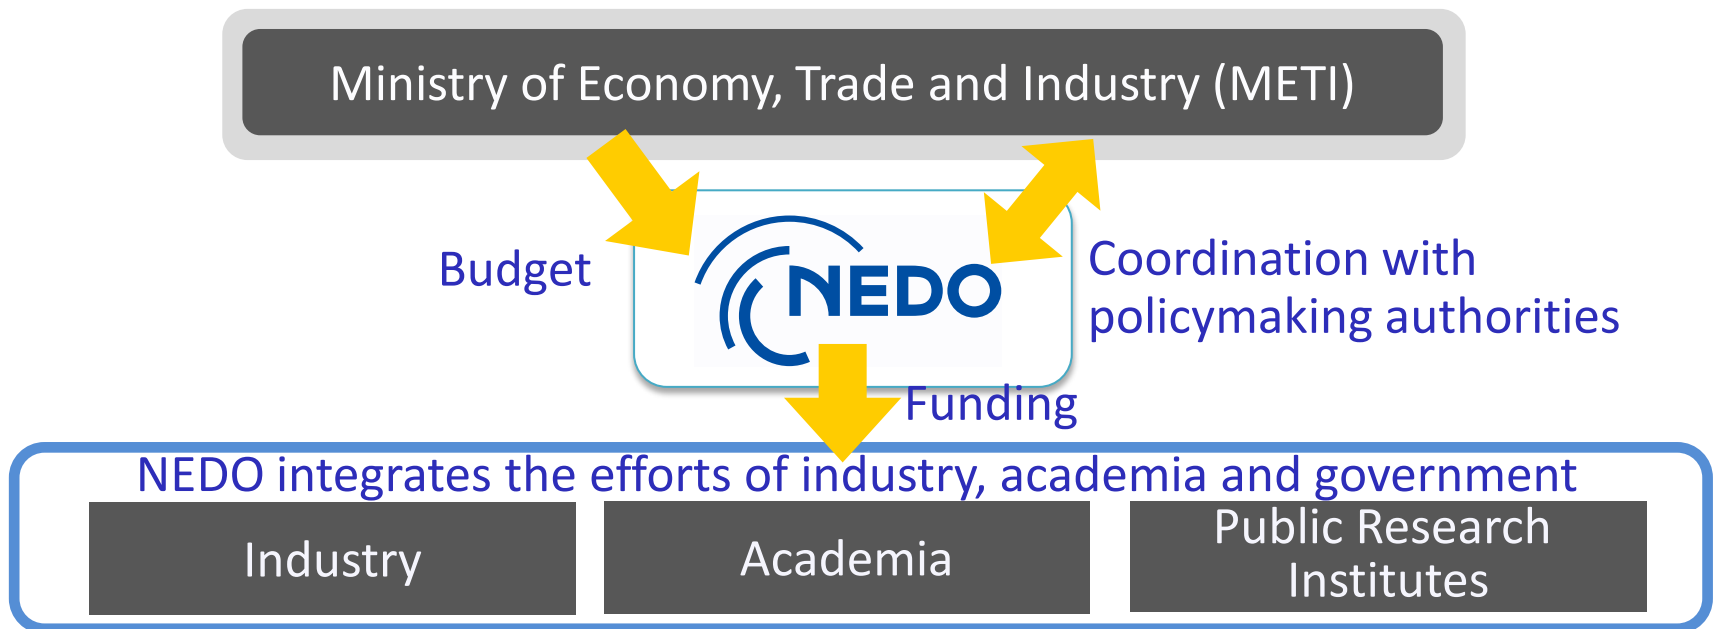 Ministry of Economy, Trade and Industry (METI)
Budget
NEDO
Coordination with
policymaking authorities
Funding
NEDO integrates the efforts of industry, academia and government
Industry
Academia
Public Research
Institutes